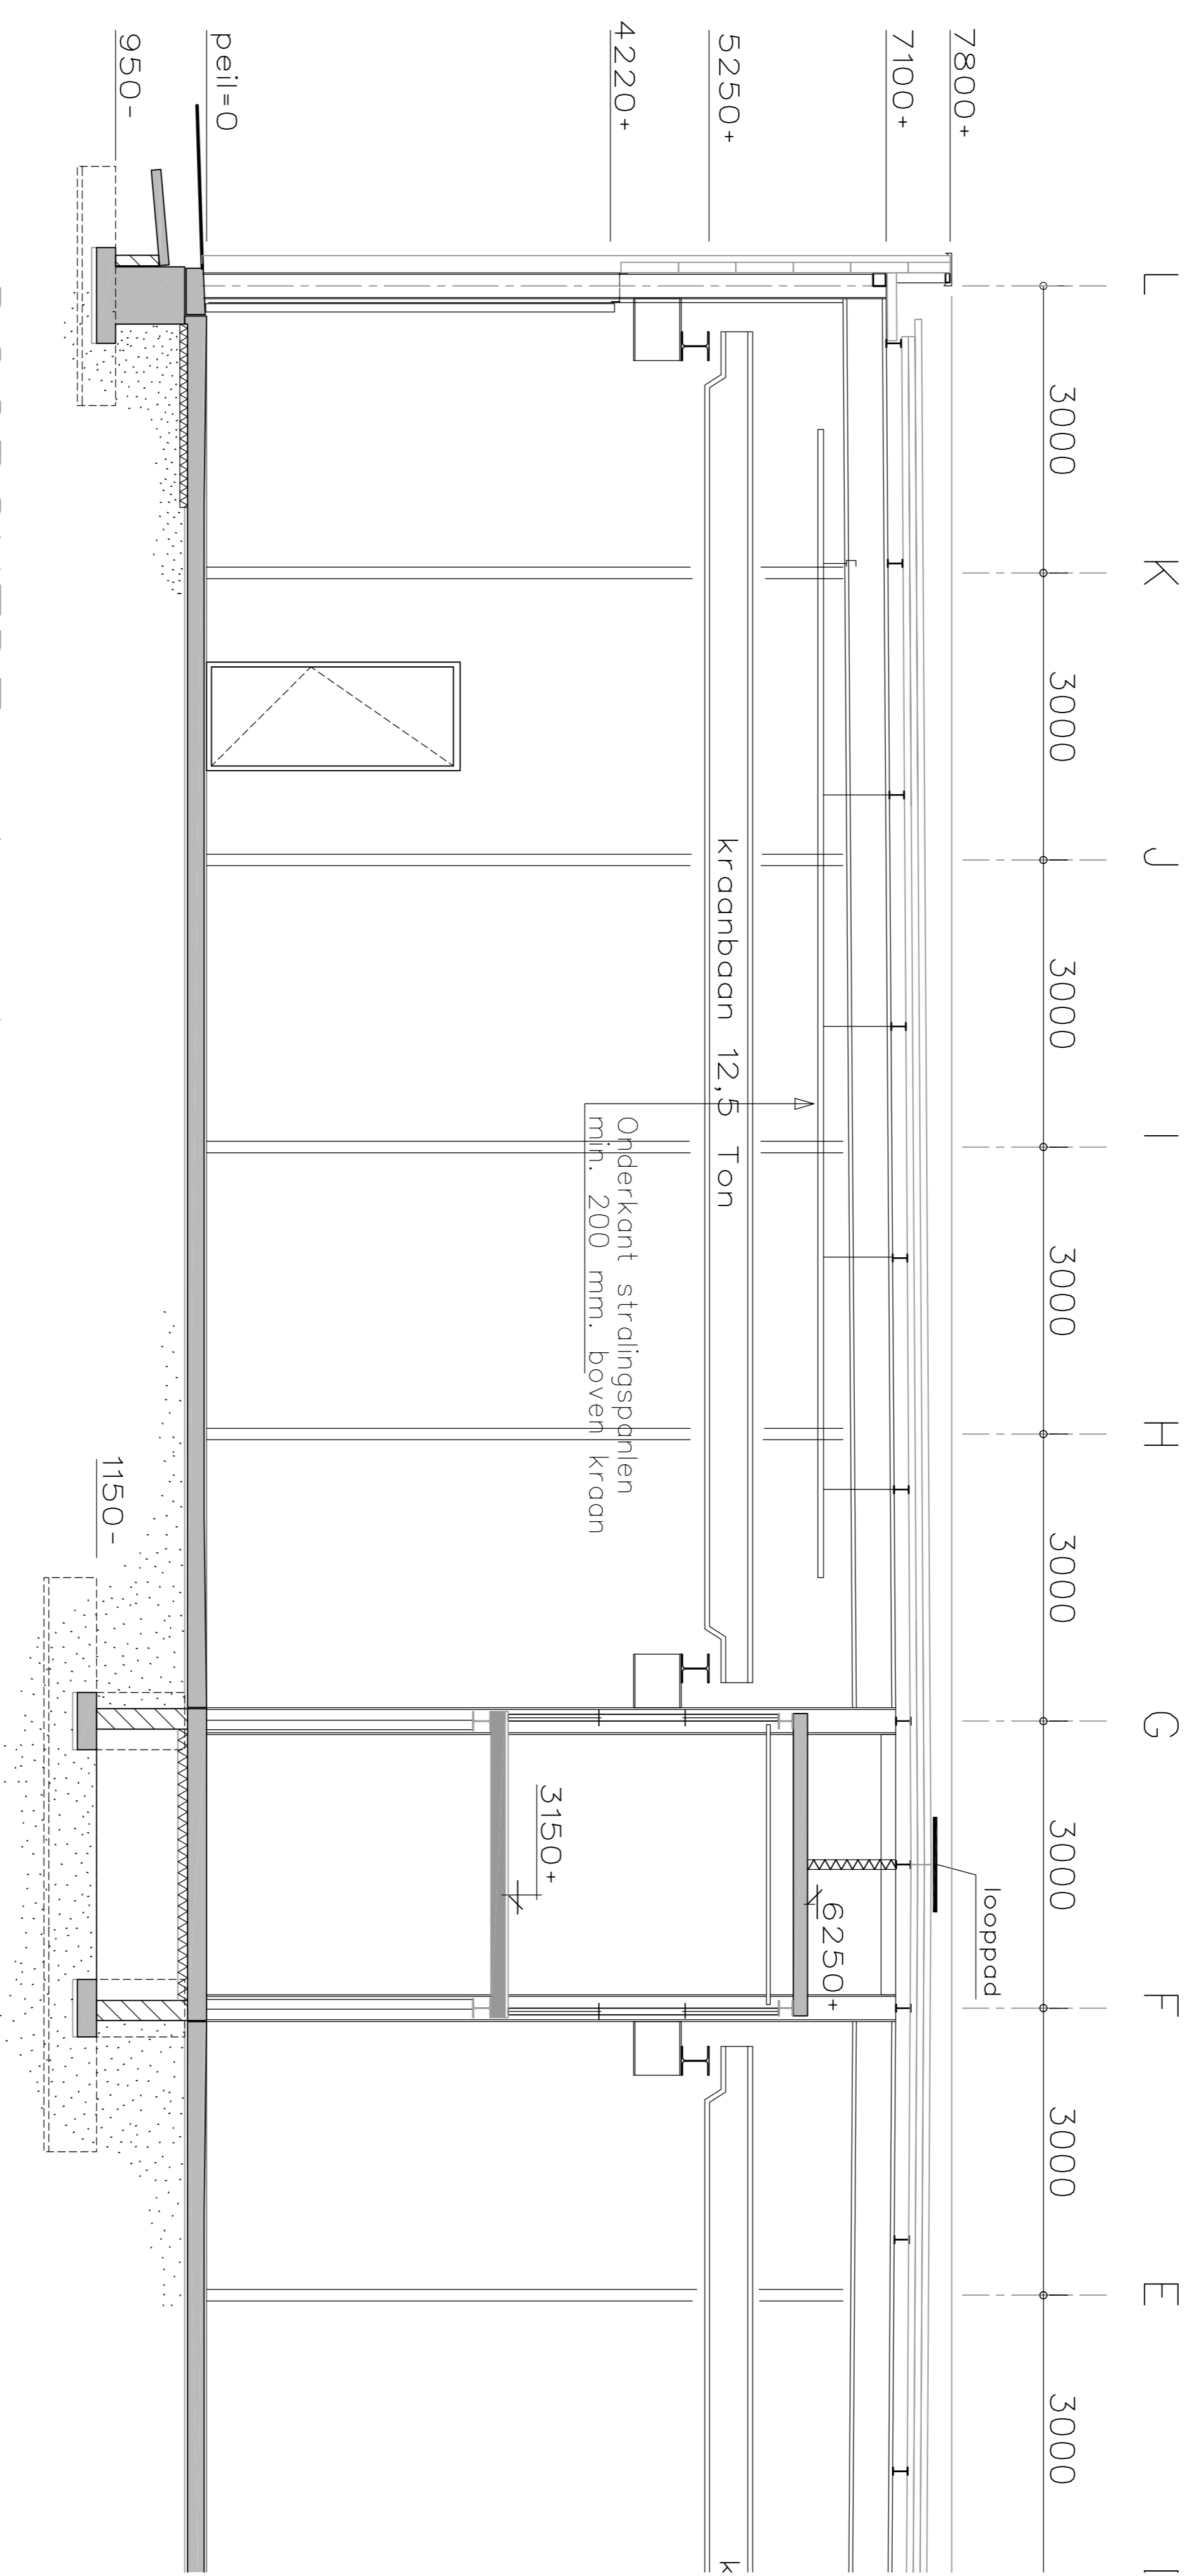 L K J I H G F E
3000 3000 3000 3000 3000 3000 3000 3000
7800+
7100+
5250+
4220+
peil=0
950-
looppad
6250+
kraanbaan 12,5 Ton
Onderkant stralingspanlen
min. 200 mm. boven kraan
3150+
1150-
k